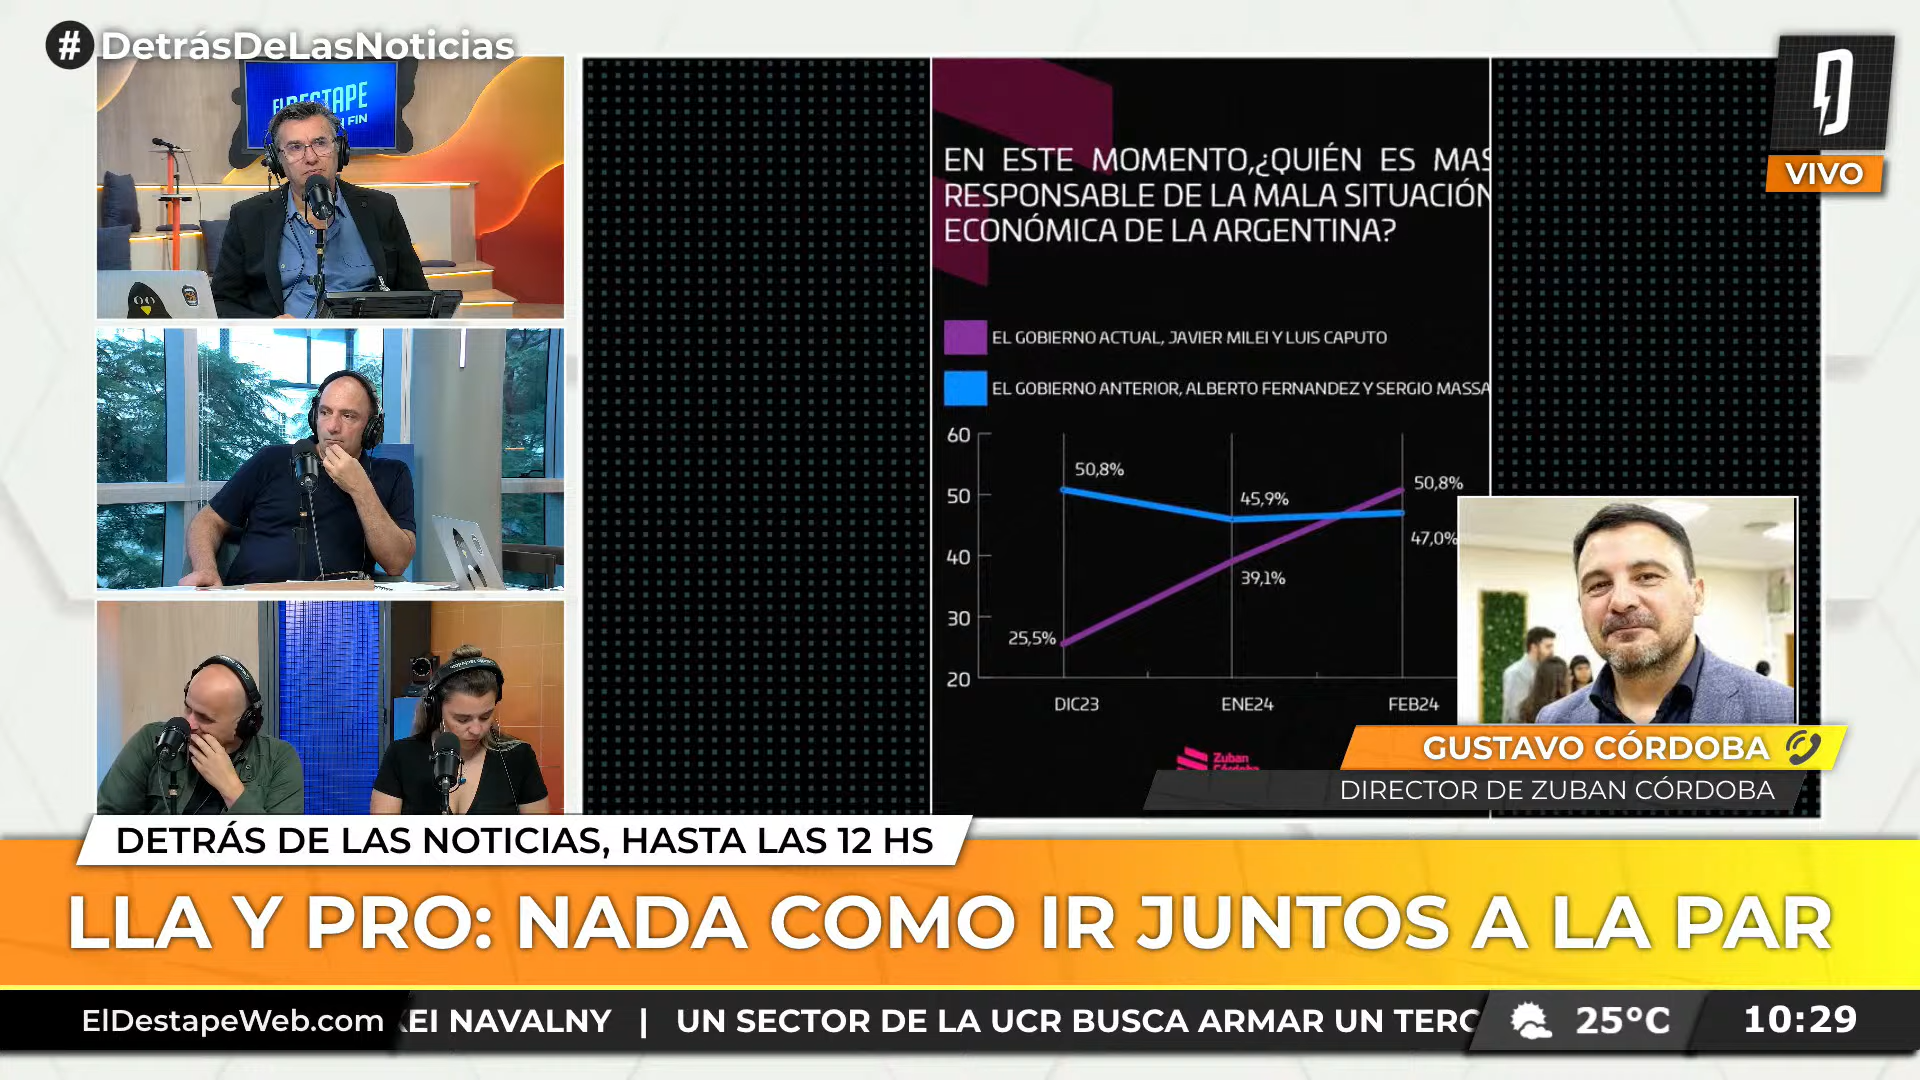 #DetrásDeLasNoticias
VIVO
EN ESTE MOMENTO,¿QUIÉN ES MAS
RESPONSABLE DE LA MALA SITUACIÓN
ECONÓMICA DE LA ARGENTINA?
EL GOBIERNO ACTUAL, JAVIER MILEI Y LUIS CAPUTO
EL GOBIERNO ANTERIOR, ALBERTO FERNANDEZ Y SERGIO MASSA
60
50
40
30
20
50,8%
45,9%
50,8%
47,0%
39,1%
25,5%
DIC23
ENE24
FEB24
Zuban
Córdoba
GUSTAVO CÓRDOBA
DIRECTOR DE ZUBAN CÓRDOBA
DETRÁS DE LAS NOTICIAS, HASTA LAS 12 HS
LLA Y PRO: NADA COMO IR JUNTOS A LA PAR
ElDestapeWeb.com
EI NAVALNY | UN SECTOR DE LA UCR BUSCA ARMAR UN TERC
25°C
10:29